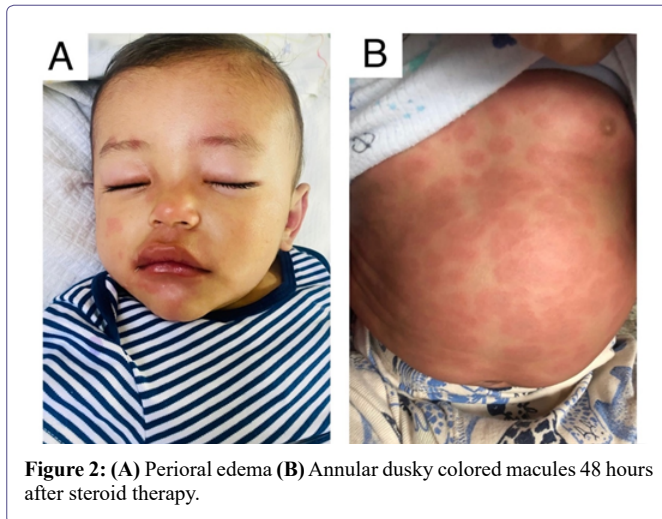 A
B
Figure 2: (A) Perioral edema (B) Annular dusky colored macules 48 hours
after steroid therapy.